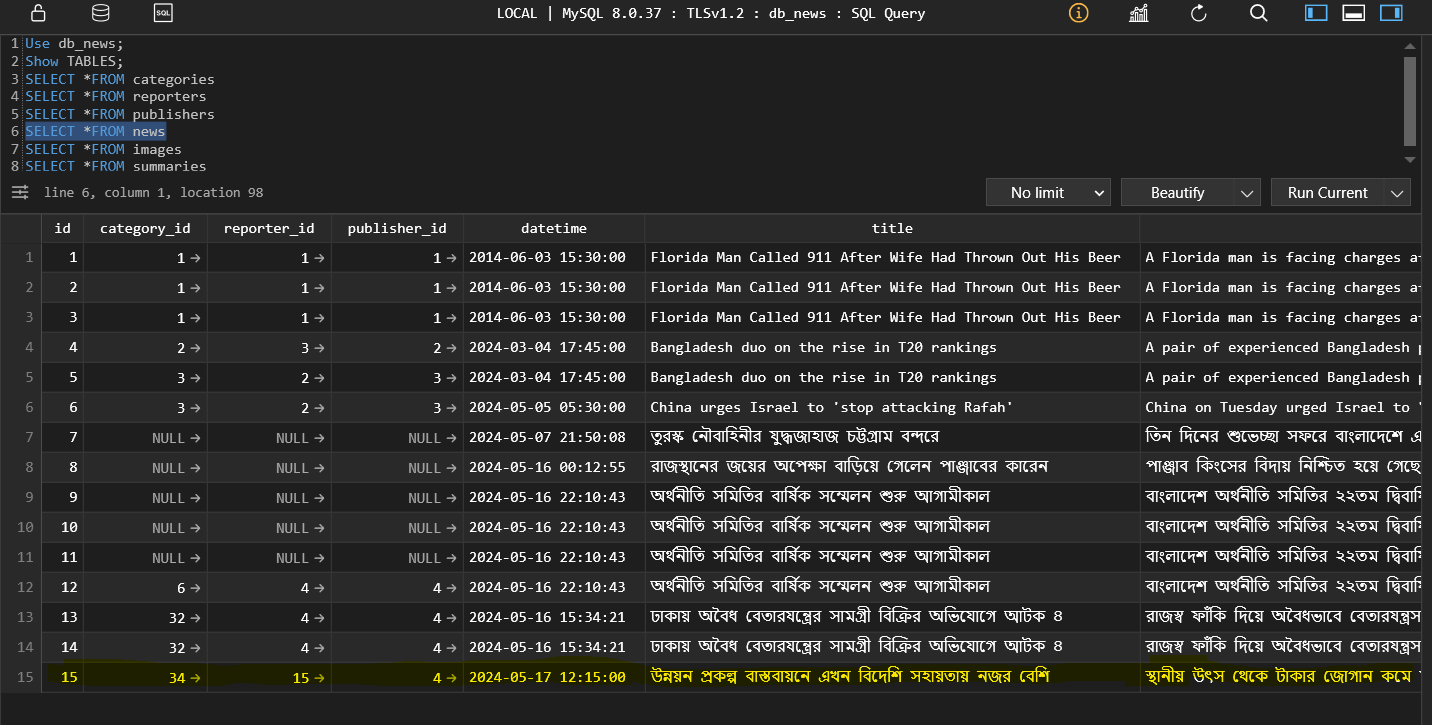 SQL
LOCAL | MySQL 8.0.37 : TLSv1.2 : db_news : SQL Query
1 Use db_news;
2 Show TABLES;
3 SELECT *FROM categories
4 SELECT *FROM reporters
5 SELECT *FROM publishers
6 SELECT *FROM news
7 SELECT *FROM images
8 SELECT *FROM summaries
line 6, column 1, location 98 No limit Beautify Run Current
id category_id reporter_id publisher_id datetime title
1 1 1 → 1 → 1 → 2014-06-03 15:30:00 Florida Man Called 911 After Wife Had Thrown Out His Beer A Florida man is facing charges
2 2 1 → 1 → 1 → 2014-06-03 15:30:00 Florida Man Called 911 After Wife Had Thrown Out His Beer A Florida man is facing charges
3 3 1 → 1 → 1 → 2014-06-03 15:30:00 Florida Man Called 911 After Wife Had Thrown Out His Beer A Florida man is facing charges
4 4 2 → 3 → 2 → 2024-03-04 17:45:00 Bangladesh duo on the rise in T20 rankings A pair of experienced Bangladesh
5 5 3 → 2 → 3 → 2024-03-04 17:45:00 Bangladesh duo on the rise in T20 rankings A pair of experienced Bangladesh
6 6 3 → 2 → 3 → 2024-05-05 05:30:00 China urges Israel to 'stop attacking Rafah' China on Tuesday urged Israel to
7 7 NULL → NULL → NULL → 2024-05-07 21:50:08 তুরস্ক নৌবাহিনীর যুদ্ধজাহাজ চট্টগ্রাম বন্দরে তিন দিনের শুভেচ্ছা সফরে বাংলাদেশে
8 8 NULL → NULL → NULL → 2024-05-16 00:12:55 রাজস্থানের জয়ের অপেক্ষা বাড়িয়ে গেলেন পাঞ্জাবের কারেন পাঞ্জাব কিংসের বিদায় নিশ্চিত হয়ে গেছে
9 9 NULL → NULL → NULL → 2024-05-16 22:10:43 অর্থনীতি সমিতির বার্ষিক সম্মেলন শুরু আগামীকাল বাংলাদেশ অর্থনীতি সমিতির ২২তম
10 10 NULL → NULL → NULL → 2024-05-16 22:10:43 অর্থনীতি সমিতির বার্ষিক সম্মেলন শুরু আগামীকাল বাংলাদেশ অর্থনীতি সমিতির ২২তম
11 11 NULL → NULL → NULL → 2024-05-16 22:10:43 অর্থনীতি সমিতির বার্ষিক সম্মেলন শুরু আগামীকাল বাংলাদেশ অর্থনীতি সমিতির ২২তম
12 12 6 → 4 → 4 → 2024-05-16 22:10:43 অর্থনীতি সমিতির বার্ষিক সম্মেলন শুরু আগামীকাল বাংলাদেশ অর্থনীতি সমিতির ২২তম
13 13 32 → 4 → 4 → 2024-05-16 15:34:21 ঢাকায় অবৈধ বেতারযন্ত্রের সামগ্রী বিক্রির অভিযোগে আটক ৪ রাজস্ব ফাঁকি দিয়ে অবৈধভাবে
14 14 32 → 4 → 4 → 2024-05-16 15:34:21 ঢাকায় অবৈধ বেতারযন্ত্রের সামগ্রী বিক্রির অভিযোগে আটক ৪ রাজস্ব ফাঁকি দিয়ে অবৈধভাবে
15 15 34 → 15 → 4 → 2024-05-17 12:15:00 উন্নয়ন প্রকল্প বাস্তবায়নে এখন বিদেশি সহায়তায় নজর বেশি স্থানীয় উৎস থেকে টাকার জোগান কমে